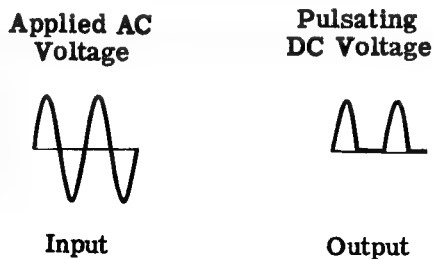 Applied AC
Voltage
Pulsating
DC Voltage
Input
Output